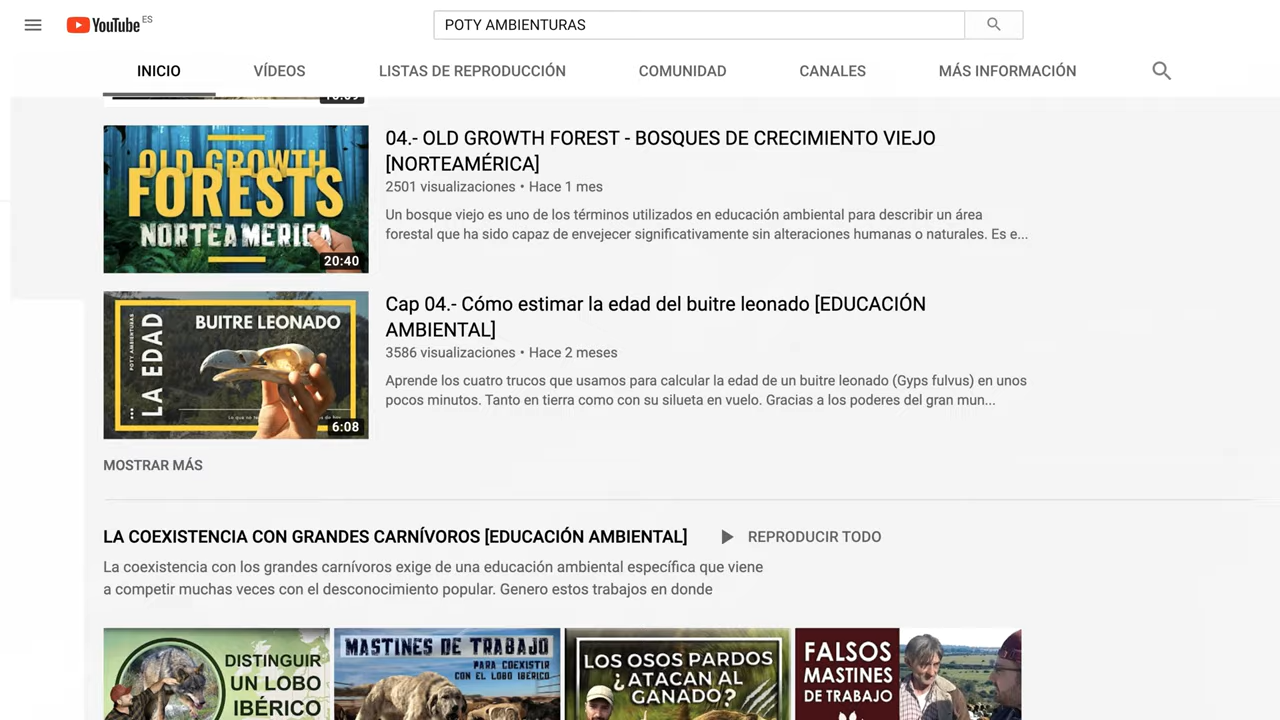 YouTube ES
POTY AMBIENTURAS
INICIO
VÍDEOS
LISTAS DE REPRODUCCIÓN
COMUNIDAD
CANALES
MÁS INFORMACIÓN
OLD GROWTH
FORESTS
NORTEAMERICA
20:40
04.- OLD GROWTH FOREST - BOSQUES DE CRECIMIENTO VIEJO
[NORTEAMÉRICA]
2501 visualizaciones • Hace 1 mes
Un bosque viejo es uno de los términos utilizados en educación ambiental para describir un área
forestal que ha sido capaz de envejecer significativamente sin alteraciones humanas o naturales. Es e...
POTY AMBIENTURAS
LA EDAD
BUITRE LEONADO
6:08
Cap 04.- Cómo estimar la edad del buitre leonado [EDUCACIÓN
AMBIENTAL]
3586 visualizaciones • Hace 2 meses
Aprende los cuatro trucos que usamos para calcular la edad de un buitre leonado (Gyps fulvus) en unos
pocos minutos. Tanto en tierra como con su silueta en vuelo. Gracias a los poderes del gran mun...
MOSTRAR MÁS
LA COEXISTENCIA CON GRANDES CARNÍVOROS [EDUCACIÓN AMBIENTAL]
REPRODUCIR TODO
La coexistencia con los grandes carnívoros exige de una educación ambiental específica que viene
a competir muchas veces con el desconocimiento popular. Genero estos trabajos en donde
DISTINGUIR
UN LOBO
IBÉRICO
MASTINES DE TRABAJO
PARA COEXISTIR
CON EL LOBO IBERICO
LOS OSOS PARDOS
¿ATACAN AL
GANADO?
FALSOS
MASTINES
DE TRABAJO